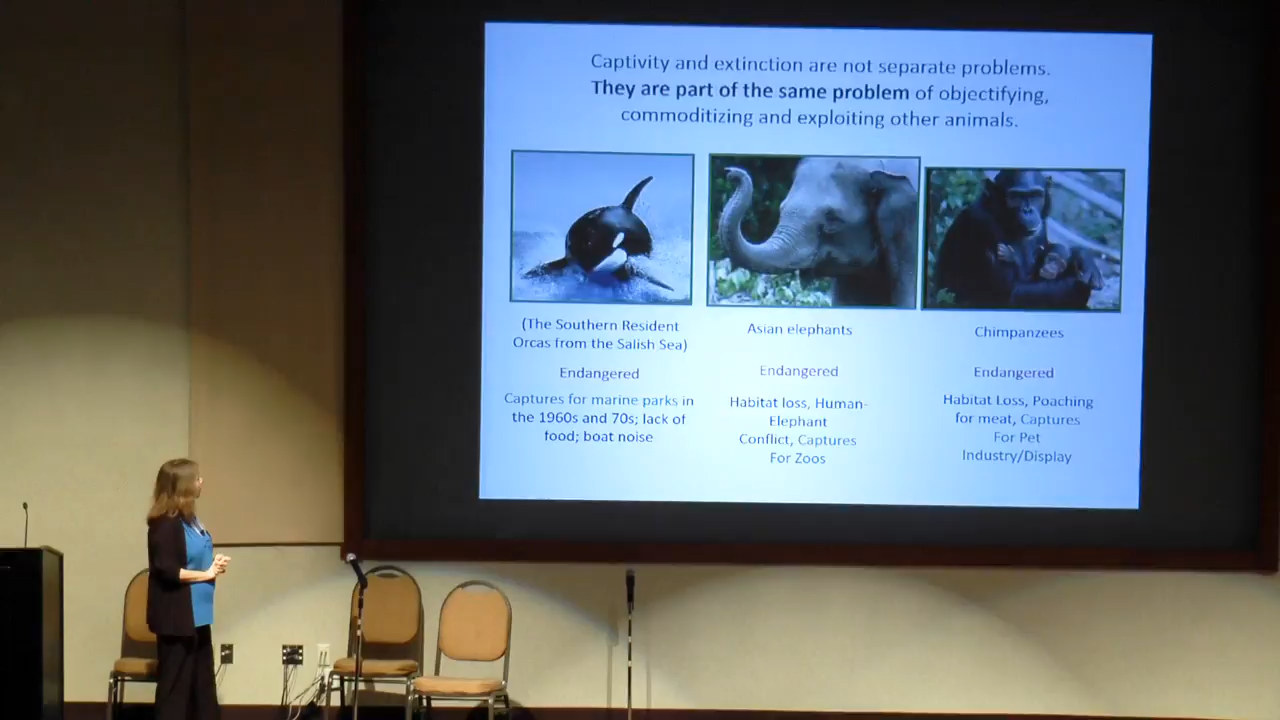 Captivity and extinction are not separate problems.
They are part of the same problem of objectifying,
commoditizing and exploiting other animals.
(The Southern Resident
Orcas from the Salish Sea)
Endangered
Captures for marine parks in
the 1960s and 70s; lack of
food; boat noise
Asian elephants
Endangered
Habitat loss, Human-
Elephant
Conflict, Captures
For Zoos
Chimpanzees
Endangered
Habitat Loss, Poaching
for meat, Captures
For Pet
Industry/Display